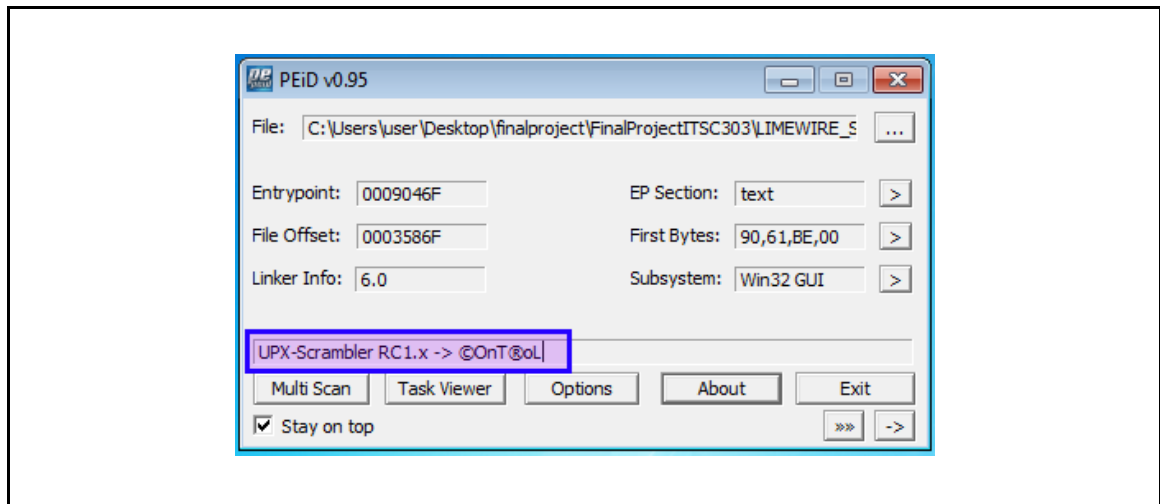 PEiD v0.95
File: C:\Users\user\Desktop\finalproject\FinalProjectITSC303\LIMEWIRE_S ...
Entrypoint: 0009046F EP Section: text >
File Offset: 0003586F First Bytes: 90,61,BE,00 >
Linker Info: 6.0 Subsystem: Win32 GUI >
UPX-Scrambler RC1.x -> ©OnT®oL
Multi Scan Task Viewer Options About Exit
Stay on top »» ->